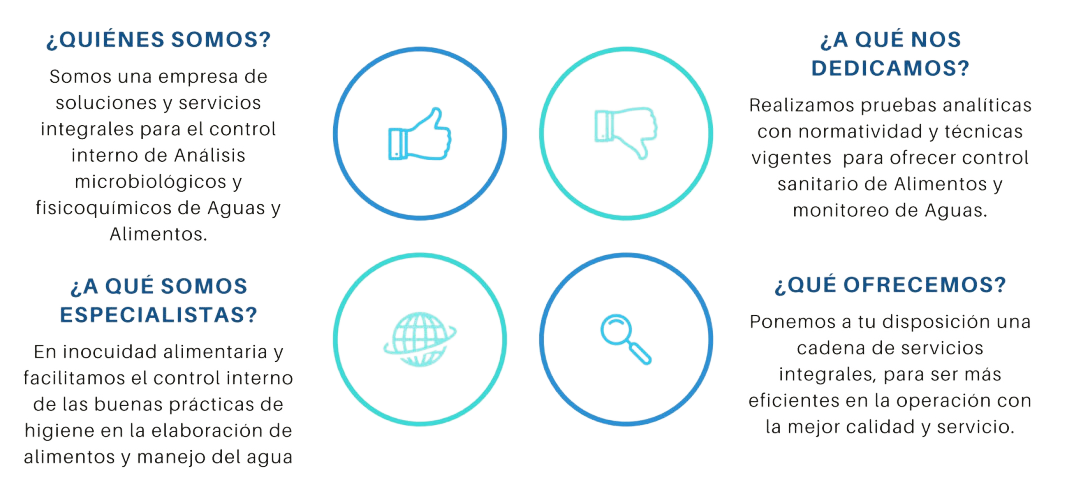 ¿QUIÉNES SOMOS?
Somos una empresa de
soluciones y servicios
integrales para el control
interno de Análisis
microbiológicos y
fisicoquímicos de Aguas y
Alimentos.
¿A QUÉ NOS
DEDICAMOS?
Realizamos pruebas analíticas
con normatividad y técnicas
vigentes para ofrecer control
sanitario de Alimentos y
monitoreo de Aguas.
¿A QUÉ SOMOS
ESPECIALISTAS?
En inocuidad alimentaria y
facilitamos el control interno
de las buenas prácticas de
higiene en la elaboración de
alimentos y manejo del agua
¿QUÉ OFRECEMOS?
Ponemos a tu disposición una
cadena de servicios
integrales, para ser más
eficientes en la operación con
la mejor calidad y servicio.